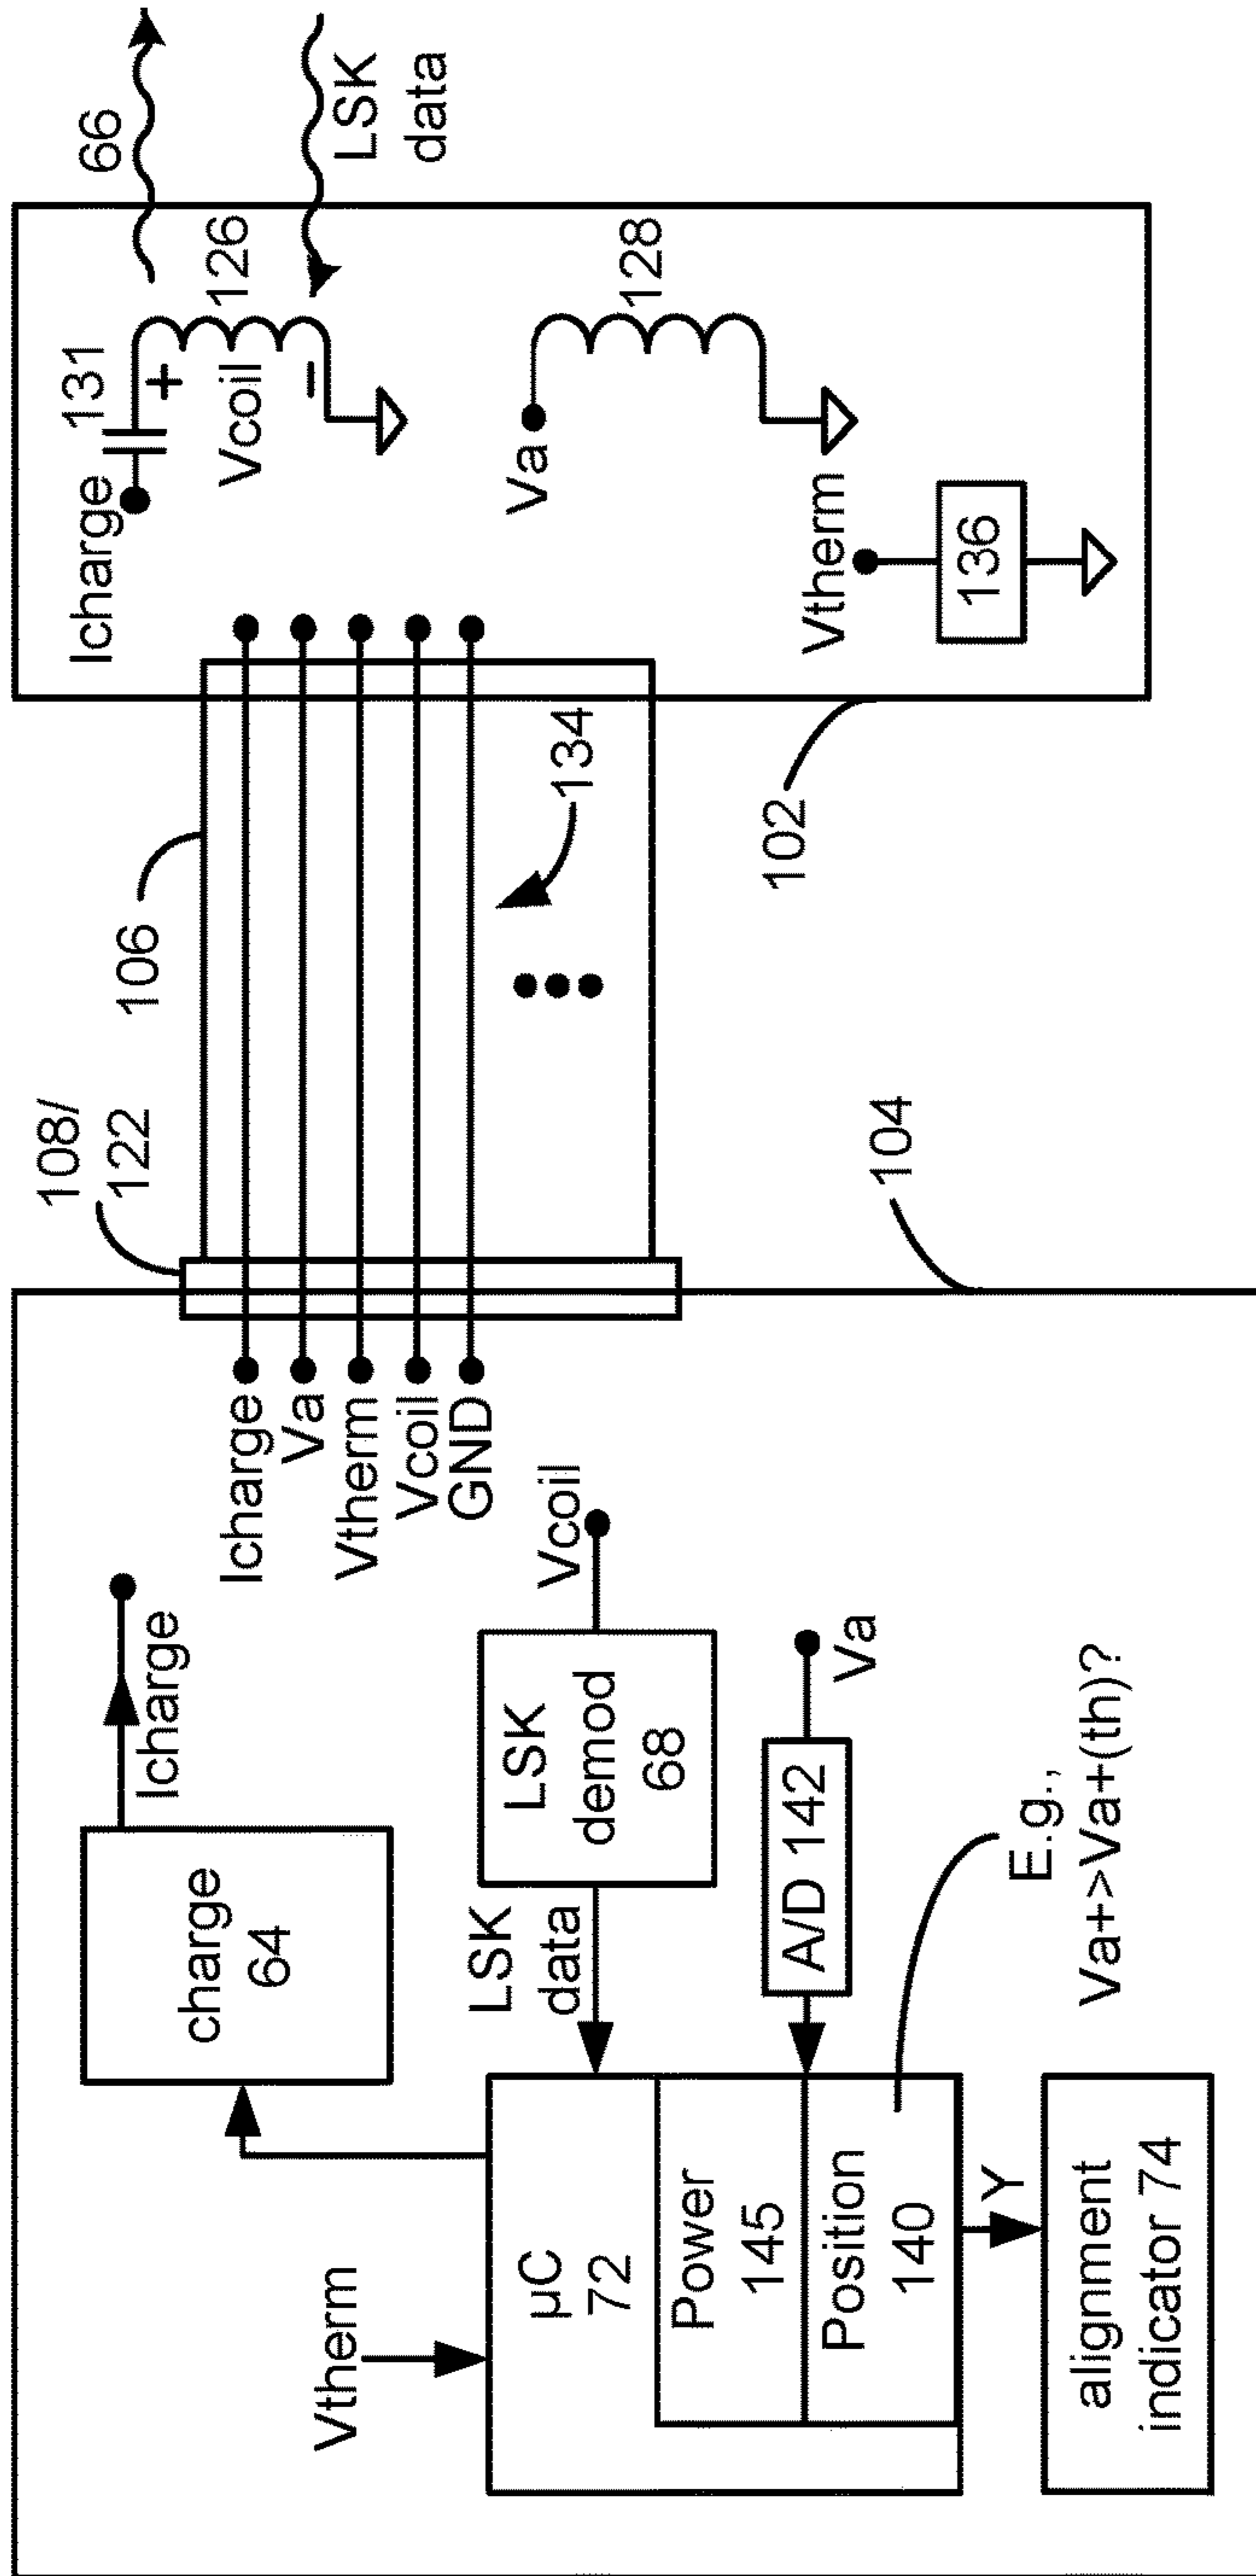 Vtherm
µC
72
Power
145
Position
140
Y
alignment
indicator 74
charge
64
Icharge
LSK
data
LSK
demod
68
Vcoil
A/D 142
Va
E.g.,
Va+>Va+(th)?
Icharge
Va
Vtherm
Vcoil
GND
108/
122
104
106
134
102
Icharge
131
+
Vcoil
–
126
66
LSK
data
Va
128
Vtherm
136